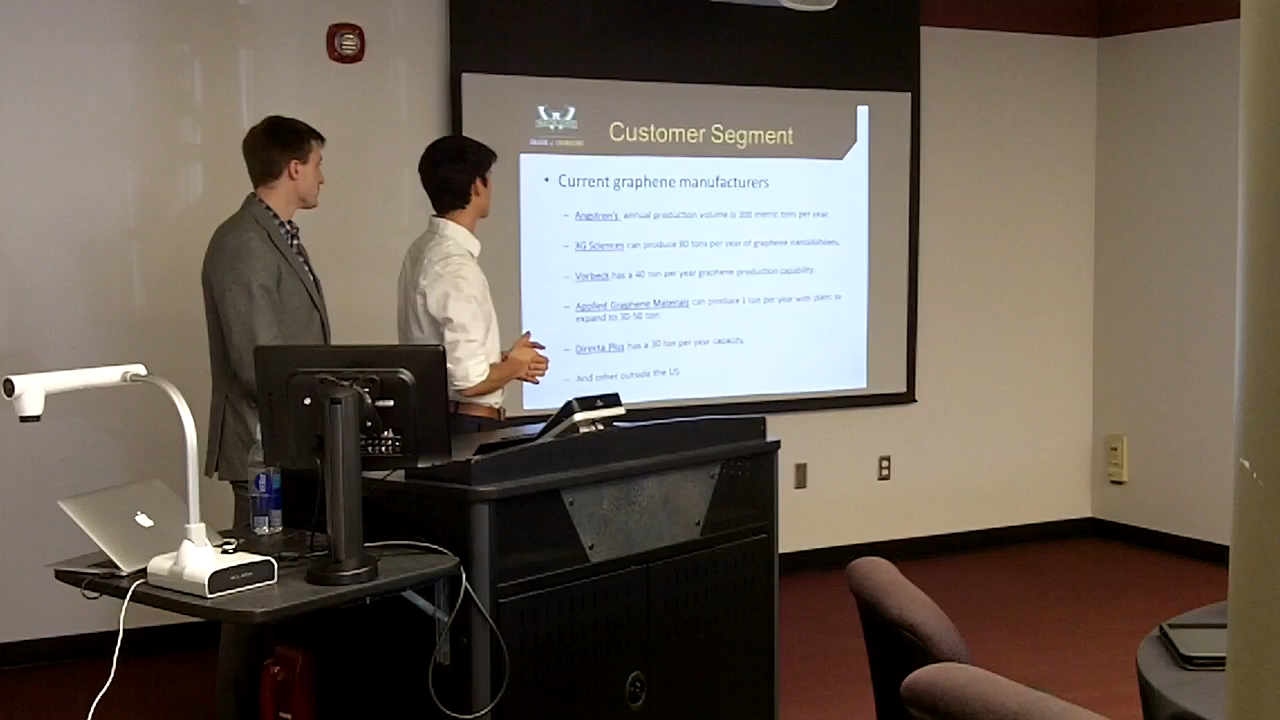 COLLEGE of ENGINEERING
Customer Segment
• Current graphene manufacturers
– Angstron's annual production volume is 300 metric tons per year.
– XG Sciences can produce 80 tons per year of graphene nanoplatelets.
– Vorbeck has a 40 ton per year graphene production capability
– Applied Graphene Materials can produce 1 ton per year with plans to
expand to 30-50 ton.
– Directa Plus has a 30 ton per year capacity
– And other outside the US